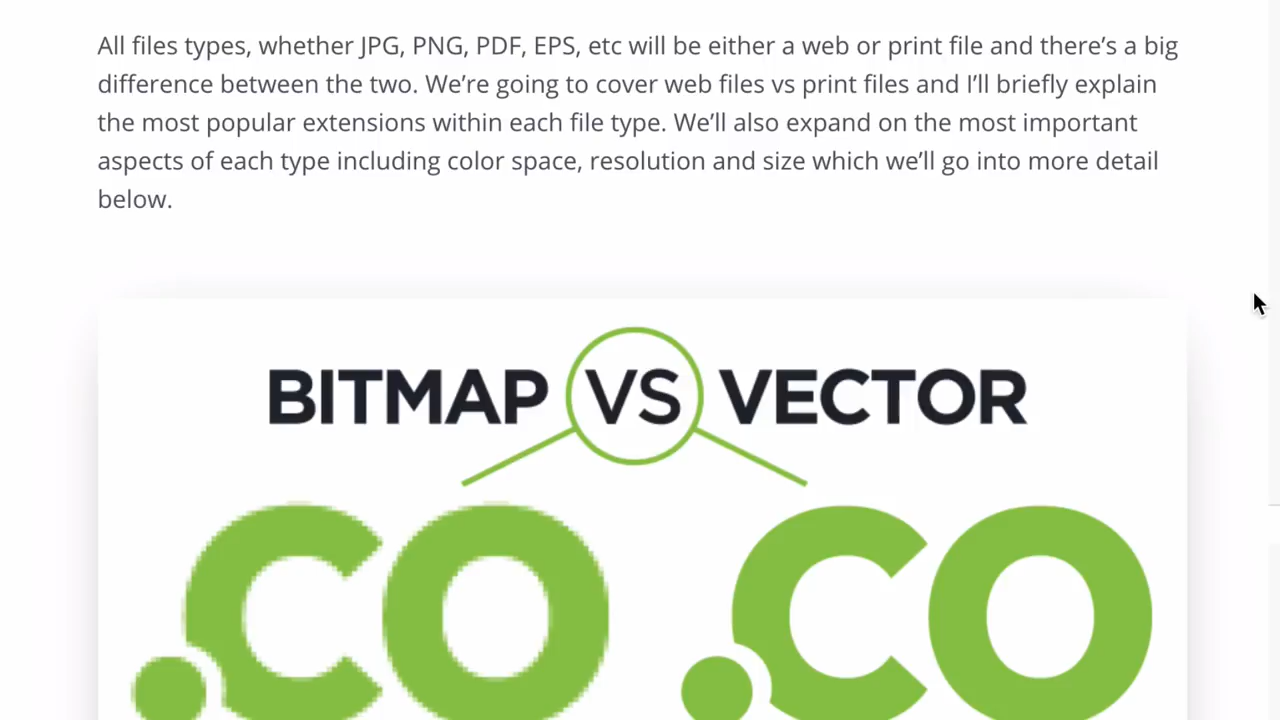 All files types, whether JPG, PNG, PDF, EPS, etc will be either a web or print file and there’s a big
difference between the two. We’re going to cover web files vs print files and I’ll briefly explain
the most popular extensions within each file type. We’ll also expand on the most important
aspects of each type including color space, resolution and size which we’ll go into more detail
below.
BITMAP VS VECTOR
.co .co